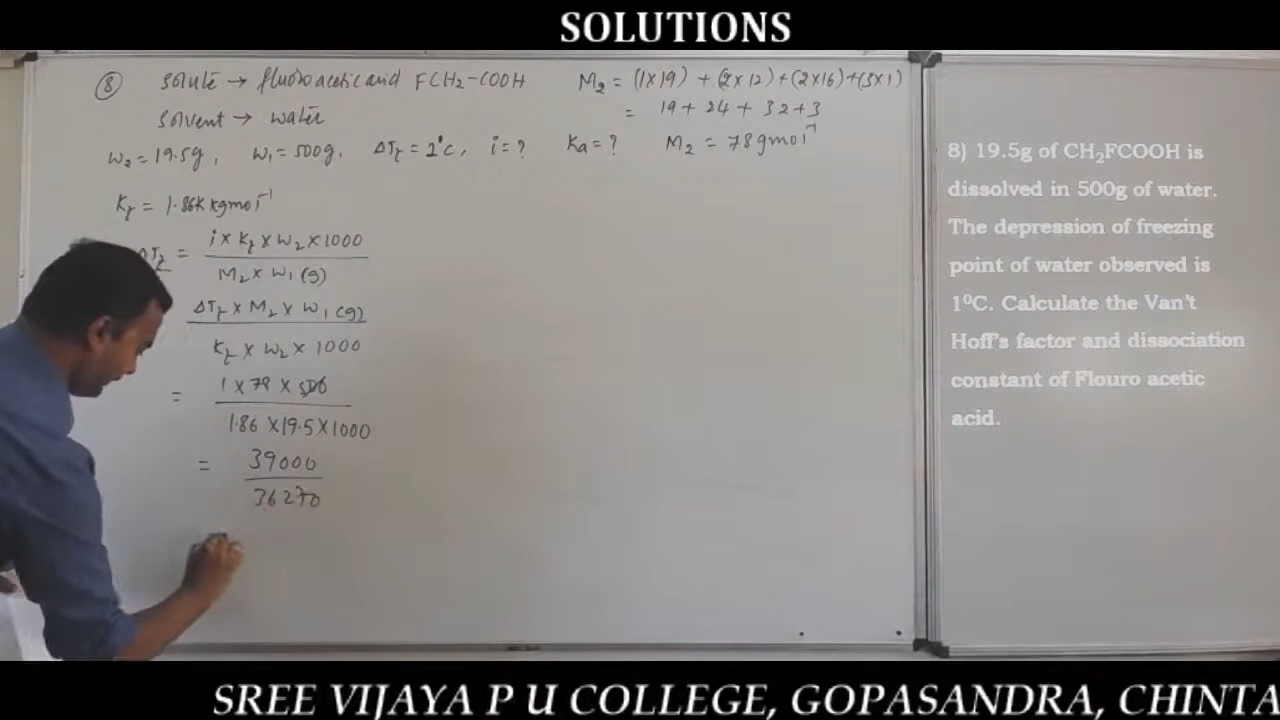 SOLUTIONS
⑧ Solute → fluoro acetic acid FCH₂-COOH
Solvent → water
w₂ = 19.5g, w₁ = 500g, ΔTf = 1°C, i = ? Ka = ?
Kf = 1.86K kg mol⁻¹
M₂ = (1×19) + (2×12) + (2×16) + (3×1)
= 19 + 24 + 32 + 3
M₂ = 78 g mol⁻¹
ΔTf = i × Kf × w₂ × 1000
M₂ × w₁ (g)
ΔTf × M₂ × w₁ (g)
Kf × w₂ × 1000
= 1 × 78 × 500
1.86 × 19.5 × 1000
= 39000
36270
8) 19.5g of CH₂FCOOH is
dissolved in 500g of water.
The depression of freezing
point of water observed is
1⁰C. Calculate the Van't
Hoff's factor and dissociation
constant of Flouro acetic
acid.
SREE VIJAYA P U COLLEGE, GOPASANDRA, CHINTA